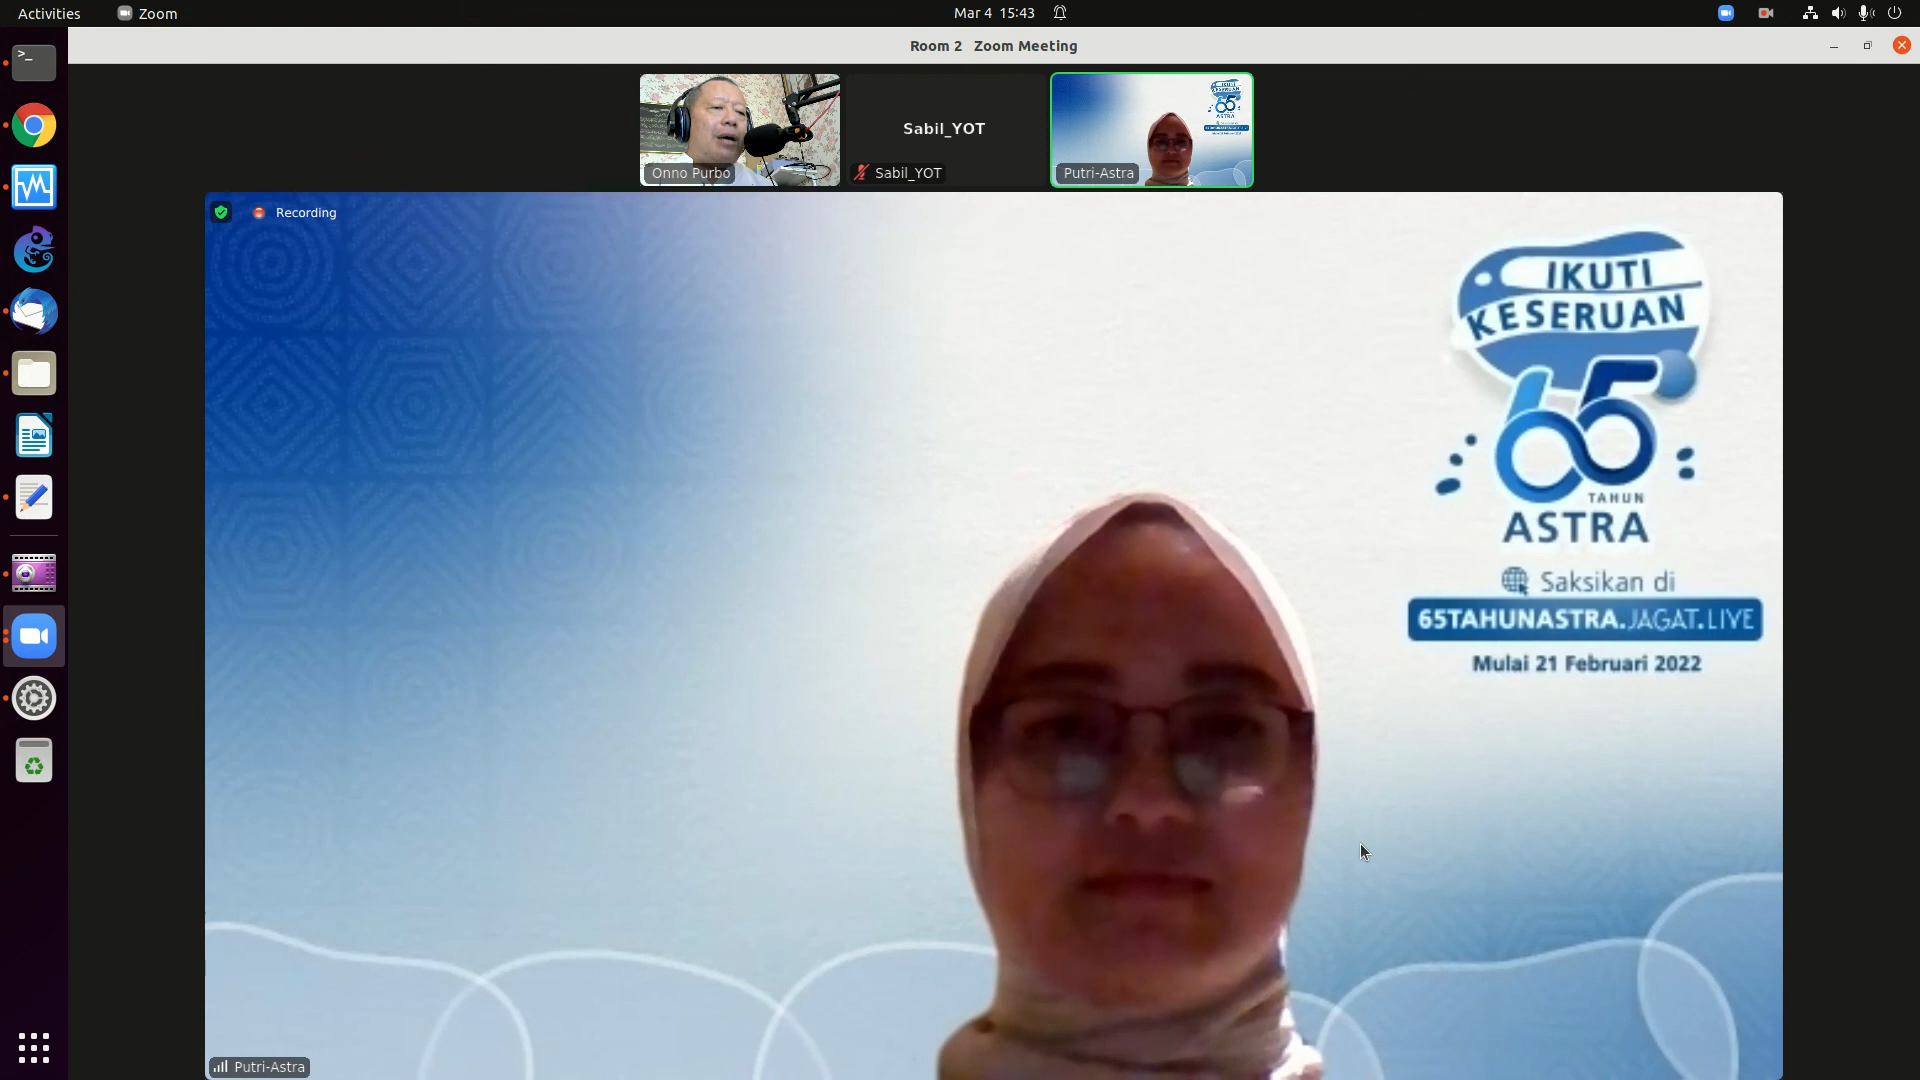 Activities
Zoom
Mar 4 15:43
Room 2 Zoom Meeting
Onno Purbo
Sabil_YOT
Sabil_YOT
Putri-Astra
Recording
IKUTI
KESERUAN
65
TAHUN
ASTRA
Saksikan di
65TAHUNASTRA.JAGAT.LIVE
Mulai 21 Februari 2022
Putri-Astra